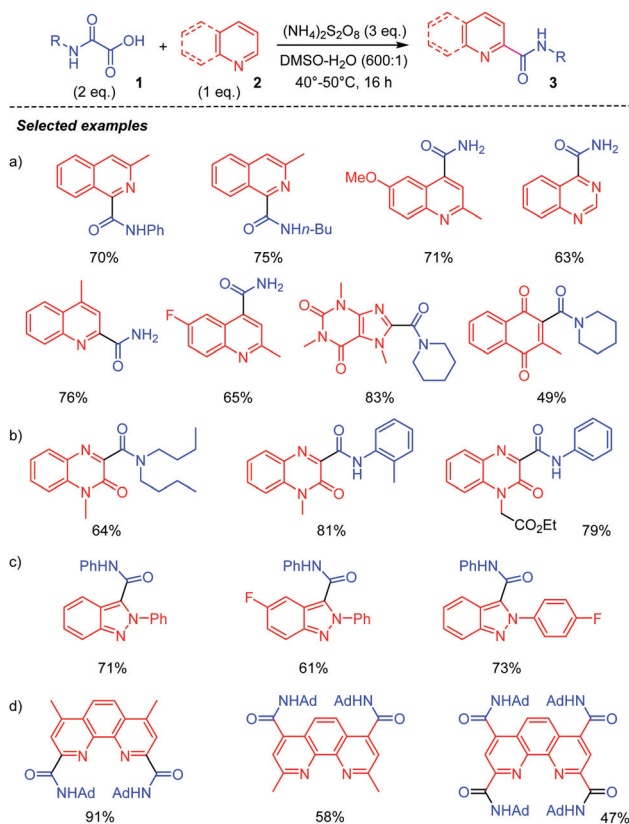 R N H O O OH 1 (2 eq.) + N 2 (1 eq.) (NH4)2S2O8 (3 eq.) DMSO-H2O (600:1) 40°-50°C, 16 h N O H N R 3
Selected examples
a)
N O NHPh
70%
N O NHn-Bu
75%
O NH2 MeO N
71%
O NH2 N N
63%
N O NH2
76%
F O NH2 N
65%
O N N N N O O N
83%
O O O N
49%
b)
N O N N O
64%
N O N H N O
81%
N O N H N O CO2Et
79%
c)
PhHN O N N Ph
71%
PhHN O F N N Ph
61%
PhHN O N N F
73%
d)
N N O NHAd AdHN O
91%
NHAd O AdHN O N N
58%
NHAd O AdHN O N N O NHAd AdHN O
47%